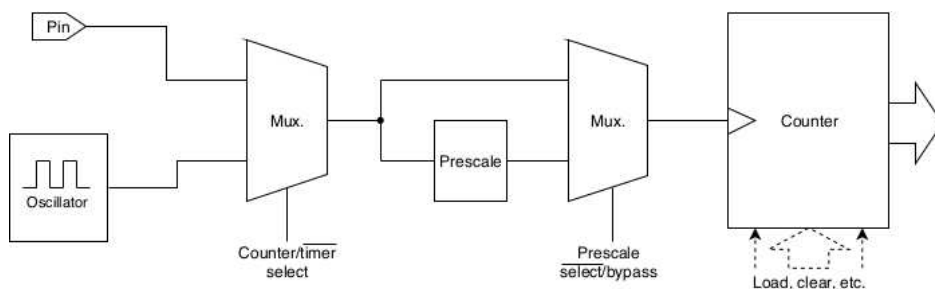 Pin
Mux.
Mux.
Counter
Prescale
Oscillator
Counter/timer
select
Prescale
select/bypass
Load, clear, etc.